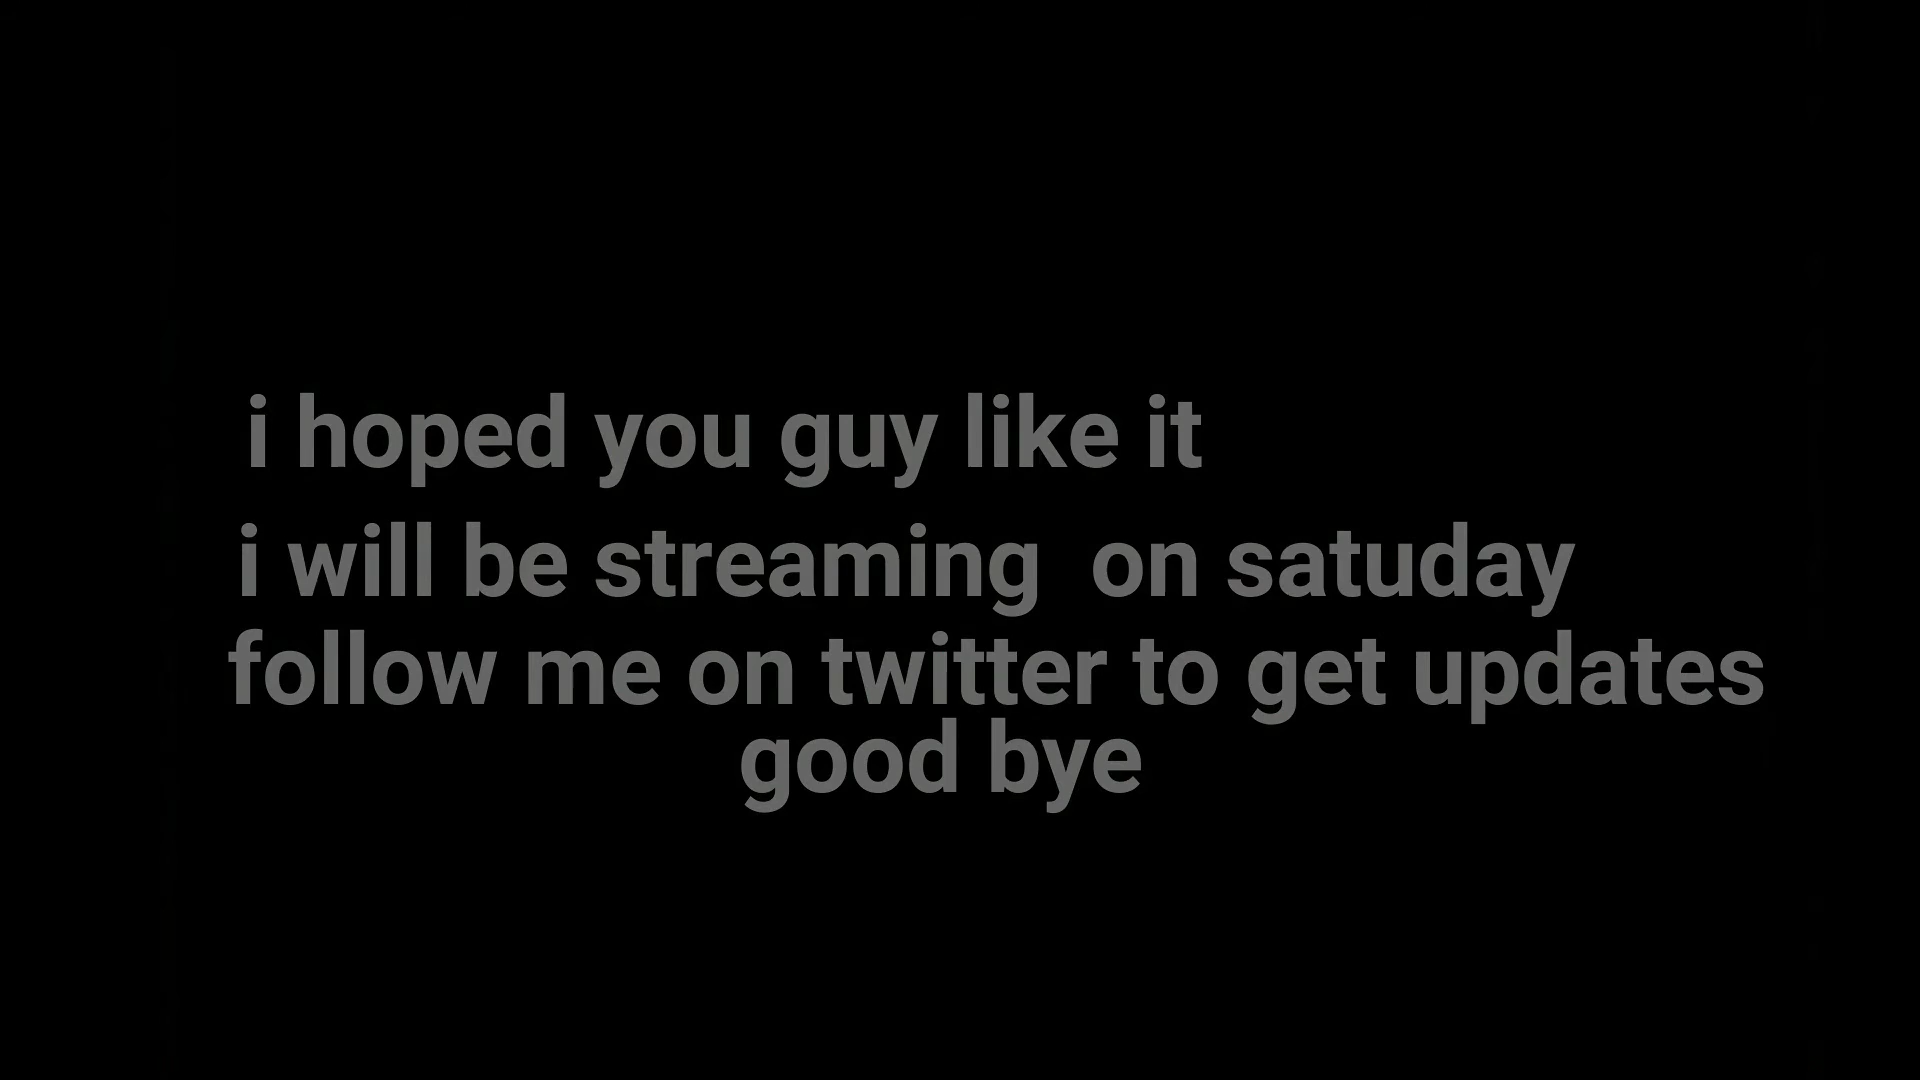 i hoped you guy like it
i will be streaming  on satuday
follow me on twitter to get updates
good bye